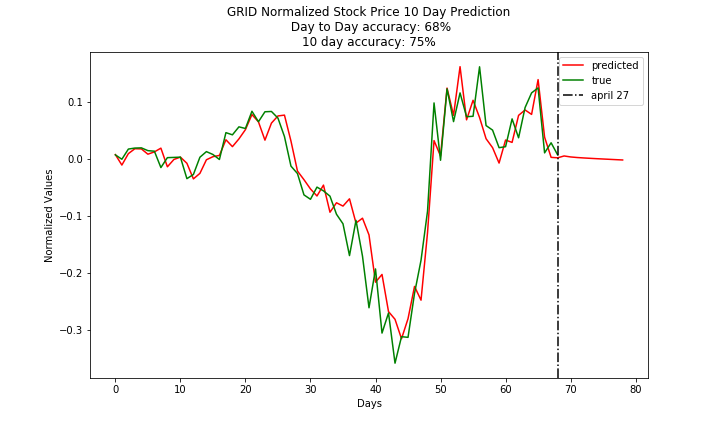 GRID Normalized Stock Price 10 Day Prediction
Day to Day accuracy: 68%
10 day accuracy: 75%
predicted
true
april 27
Normalized Values
0.1
0.0
−0.1
−0.2
−0.3
0 10 20 30 40 50 60 70 80
Days